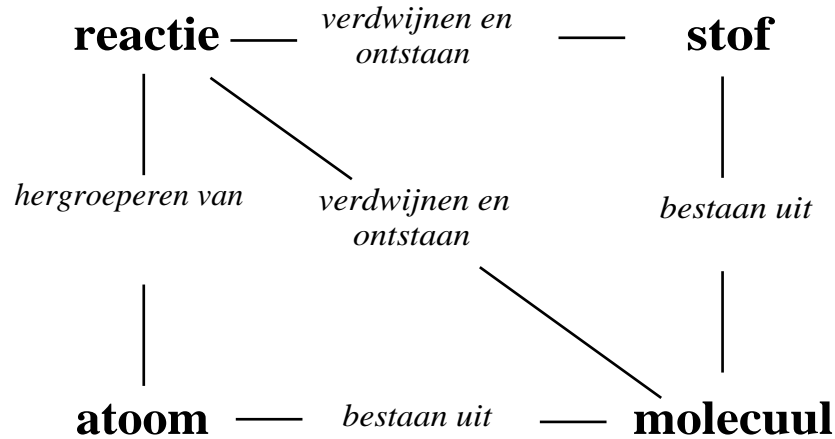 reactie
verdwijnen en
ontstaan
stof
hergroeperen van
verdwijnen en
ontstaan
bestaan uit
atoom
bestaan uit
molecuul